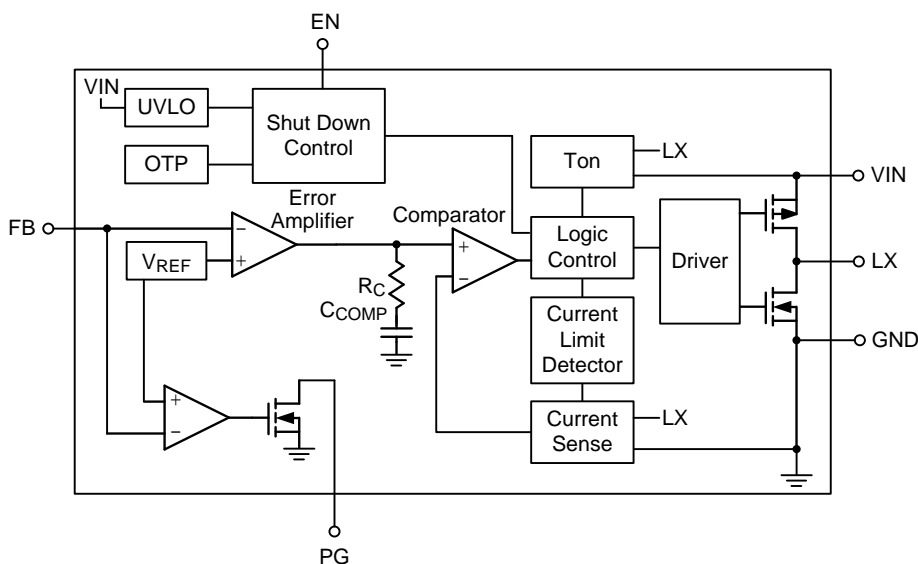 EN
VIN
UVLO
OTP
Shut Down
Control
Ton
LX
VIN
FB
Error
Amplifier
−
+
VREF
Comparator
+
−
Logic
Control
Driver
LX
RC
CCOMP
Current
Limit
Detector
GND
+
−
Current
Sense
LX
PG